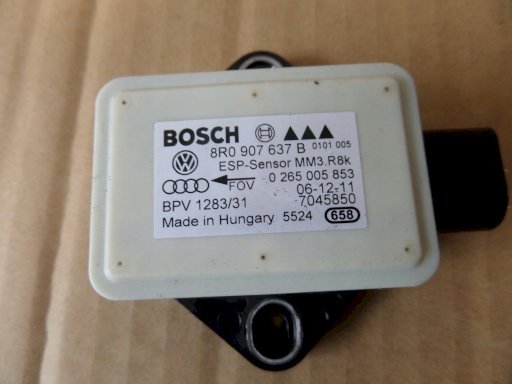 BOSCH
8R0 907 637 B 0101 005
ESP-Sensor MM3.R8k
FOV 0 265 005 853
06-12-11
BPV 1283/31 7045850
Made in Hungary 5524 658